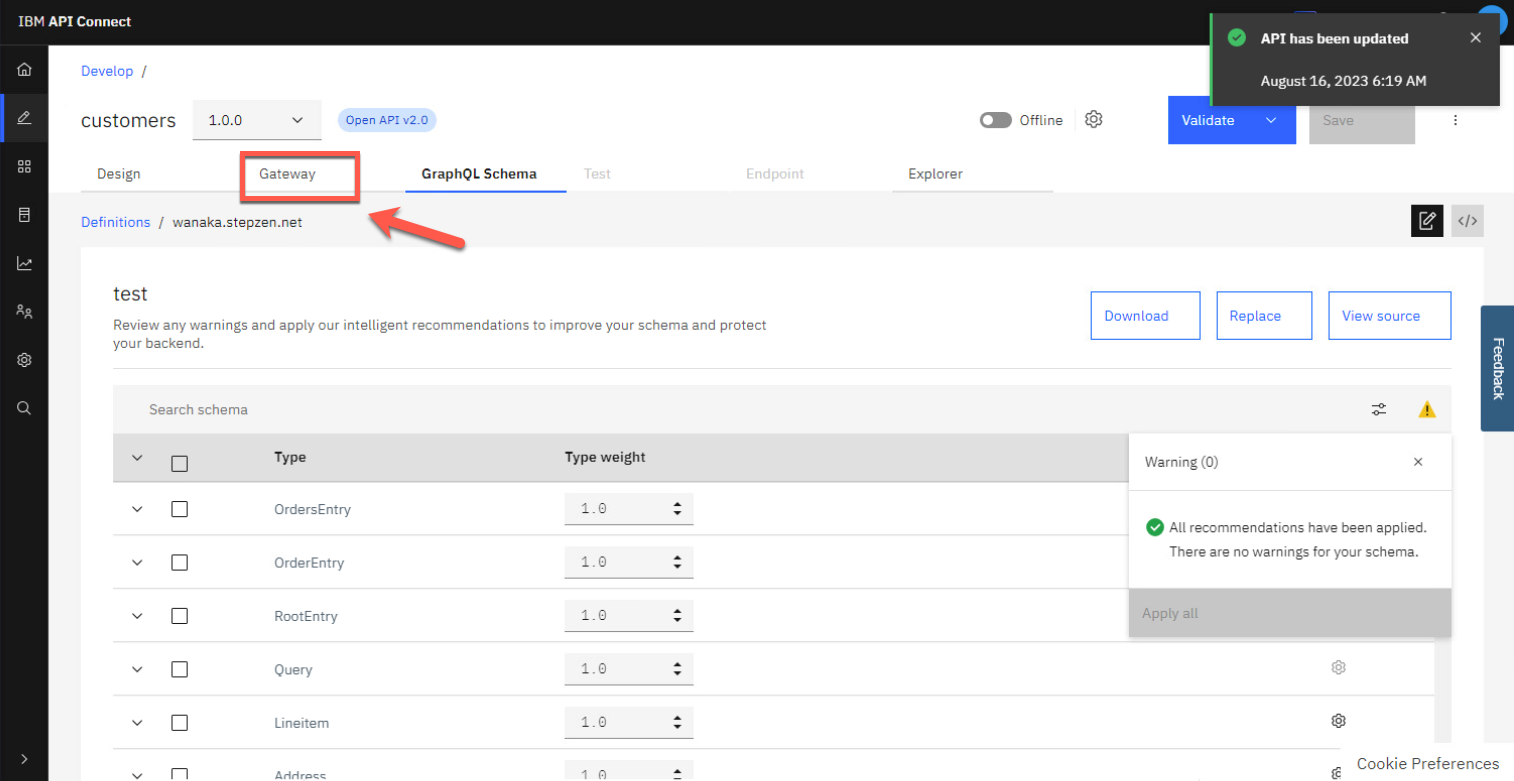 IBM API Connect
API has been updated
August 16, 2023 6:19 AM
Develop /
customers 1.0.0 Open API v2.0 Offline Validate Save
Design Gateway GraphQL Schema Test Endpoint Explorer
Definitions / wanaka.stepzen.net </>
test
Review any warnings and apply our intelligent recommendations to improve your schema and protect
your backend.
Download Replace View source
Feedback
Search schema
Type Type weight
Warning (0)
All recommendations have been applied.
There are no warnings for your schema.
Apply all
OrdersEntry 1.0
OrderEntry 1.0
RootEntry 1.0
Query 1.0
Lineitem 1.0
Address 1.0
Cookie Preferences